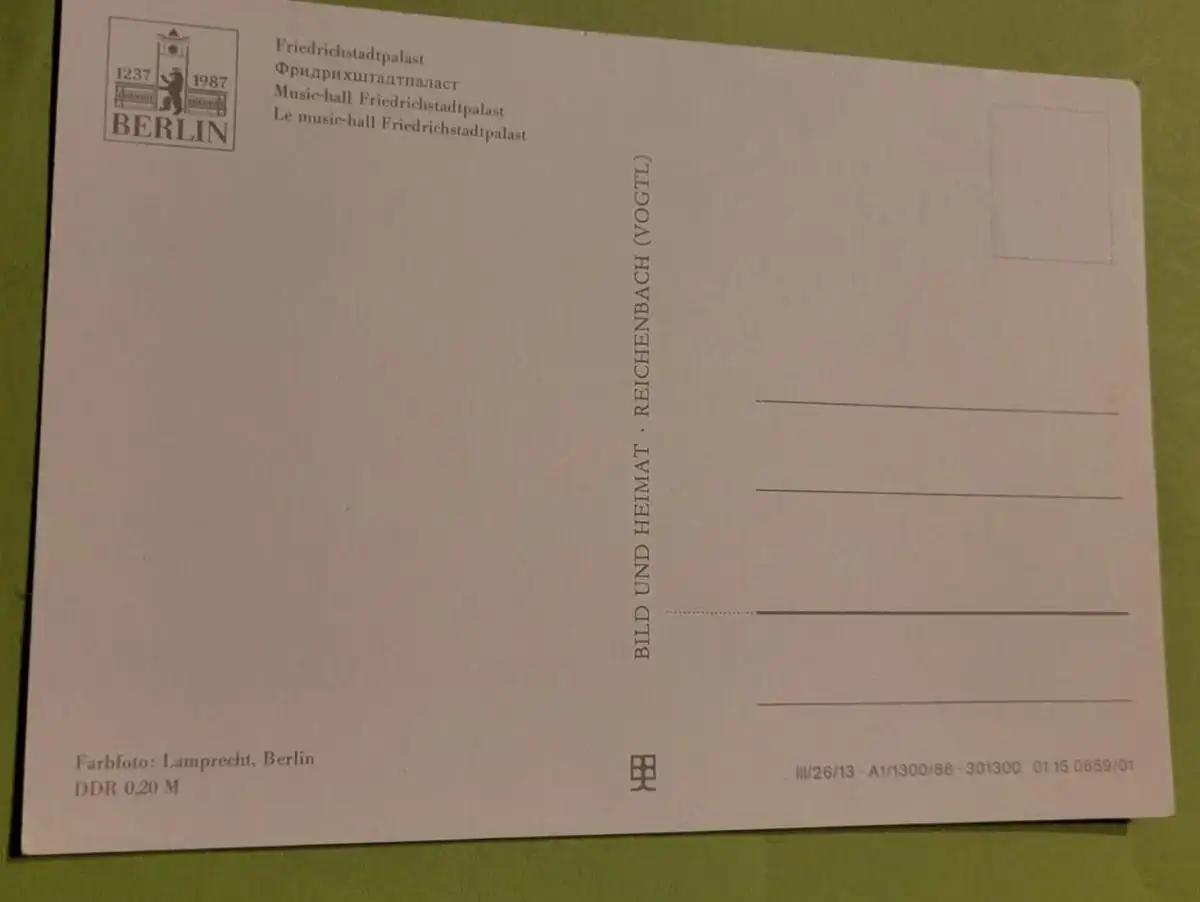 1237 1987
BERLIN
Friedrichstadtpalast
Фридрихштадтпаласт
Music-hall Friedrichstadtpalast
Le music-hall Friedrichstadtpalast
BILD UND HEIMAT · REICHENBACH (VOGTL)
Farbfoto: Lamprecht, Berlin
DDR 0,20 M
III/26/13 · A1/1300/86 · 301300 01 15 0659/01